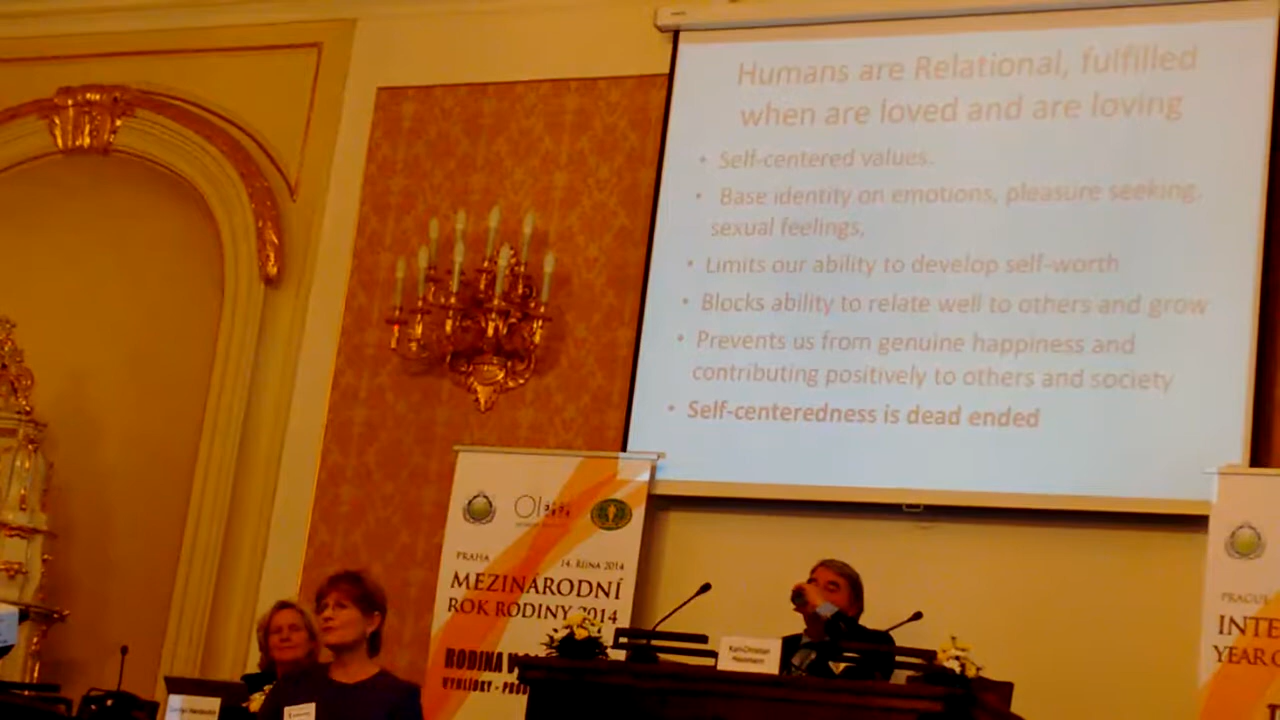 Humans are Relational, fulfilled
when are loved and are loving
• Self-centered values.
• Base identity on emotions, pleasure seeking,
sexual feelings,
• Limits our ability to develop self-worth
• Blocks ability to relate well to others and grow
• Prevents us from genuine happiness and
contributing positively to others and society
• Self-centeredness is dead ended
PRAHA 14. ŘÍJNA 2014
MEZINÁRODNÍ
ROK RODINY 2014
RODINA
VYHLÍDKY -
INTE
YEAR O